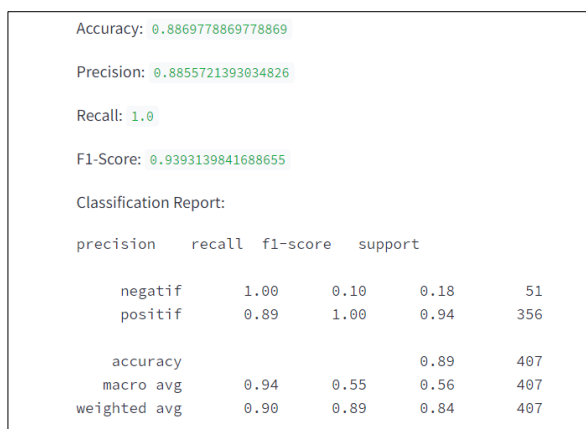 Accuracy: 0.8869778869778869
Precision: 0.8855721393034826
Recall: 1.0
F1-Score: 0.9393139841688655
Classification Report:
precision recall f1-score support
negatif 1.00 0.10 0.18 51
positif 0.89 1.00 0.94 356
accuracy 0.89 407
macro avg 0.94 0.55 0.56 407
weighted avg 0.90 0.89 0.84 407